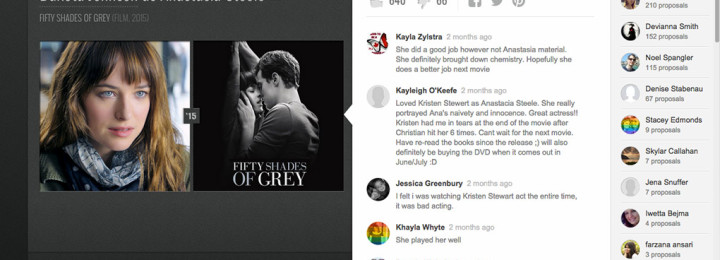 Dakota Johnson as Anastasia Steele
FIFTY SHADES OF GREY (FILM, 2015)
'15
FIFTY SHADES
OF GREY
640 66
Kayla Zylstra 2 months ago
She did a good job however not Anastasia material.
She definitely brought down chemistry. Hopefully she
does a better job next movie
Kayleigh O'Keefe 2 months ago
Loved Kristen Stewert as Anastacia Steele. She really
portrayed Ana's naivety and innocence. Great actress!!
Kristen had me in tears at the end of the movie after
Christian hit her 6 times. Cant wait for the next movie.
Have re-read the books since the release ;) will also
definitely be buying the DVD when it comes out in
June/July :D
Jessica Greenbury 2 months ago
I felt i was watching Kristen Stewart act the entire time,
it was bad acting.
Khayla Whyte 2 months ago
She played her well
210 proposals
Devianna Smith
152 proposals
Noel Spangler
115 proposals
Denise Stabenau
67 proposals
Stacey Edmonds
9 proposals
Skylar Callahan
7 proposals
Jena Snuffer
7 proposals
Iwetta Bejma
4 proposals
farzana ansari
3 proposals